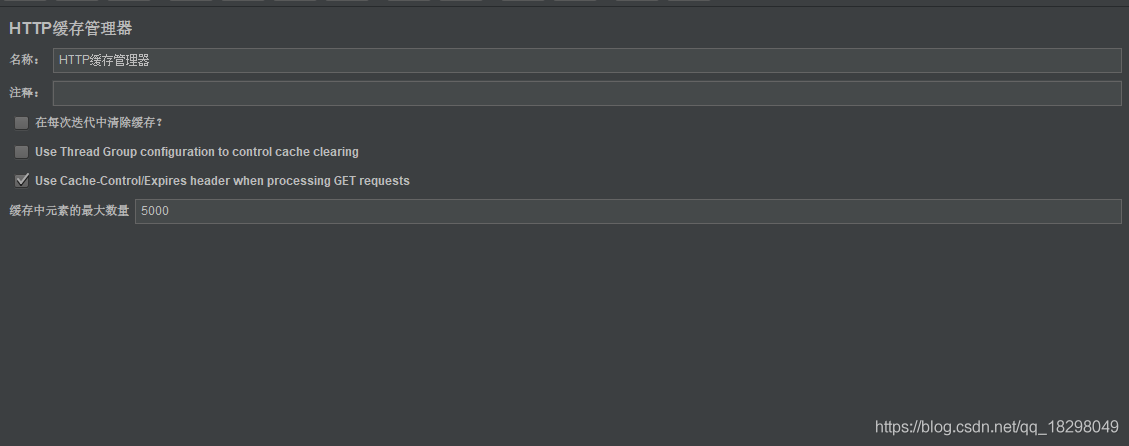 HTTP缓存管理器
名称： HTTP缓存管理器
注释：
在每次迭代中清除缓存?
Use Thread Group configuration to control cache clearing
Use Cache-Control/Expires header when processing GET requests
缓存中元素的最大数量 5000
https://blog.csdn.net/qq_18298049